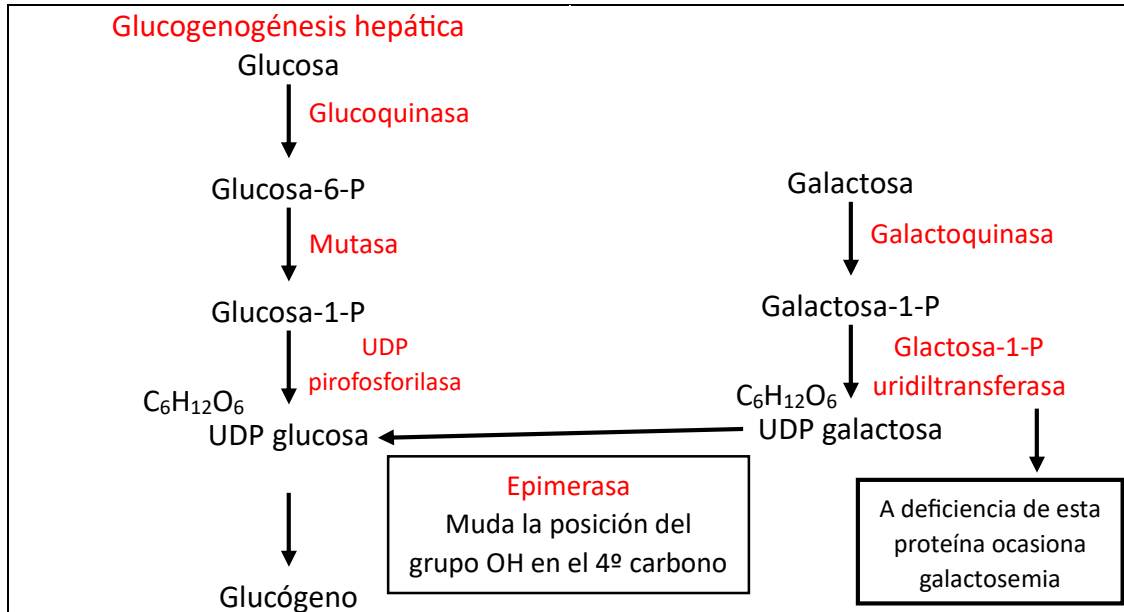 Glucogenogénesis hepática
Glucosa
Glucoquinasa
Glucosa-6-P
Mutasa
Glucosa-1-P
UDP
pirofosforilasa
C₆H₁₂O₆
UDP glucosa
Glucógeno
Galactosa
Galactoquinasa
Galactosa-1-P
Glactosa-1-P
uridiltransferasa
C₆H₁₂O₆
UDP galactosa
Epimerasa
Muda la posición del
grupo OH en el 4º carbono
A deficiencia de esta
proteína ocasiona
galactosemia